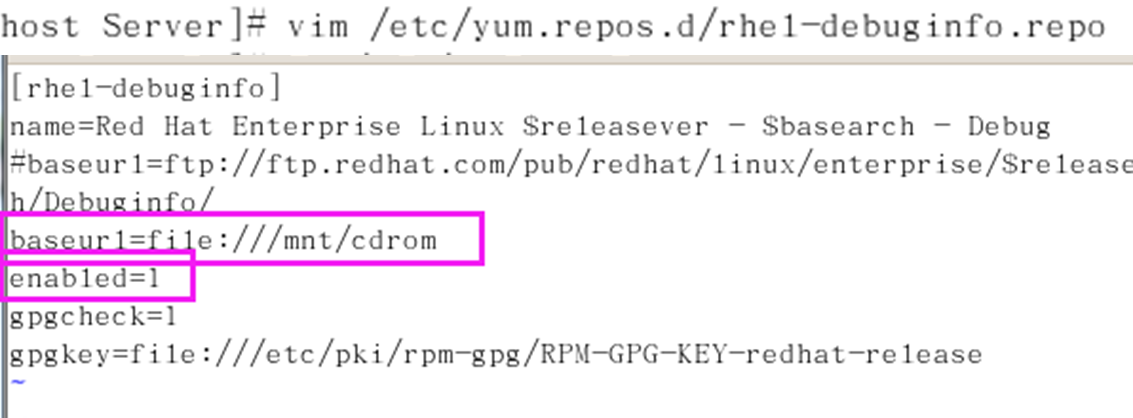 host Server]# vim /etc/yum.repos.d/rhel-debuginfo.repo
[rhel-debuginfo]
name=Red Hat Enterprise Linux $releasever - $basearch - Debug
#baseurl=ftp://ftp.redhat.com/pub/redhat/linux/enterprise/$release
h/Debuginfo/
baseurl=file:///mnt/cdrom
enabled=1
gpgcheck=1
gpgkey=file:///etc/pki/rpm-gpg/RPM-GPG-KEY-redhat-release
~